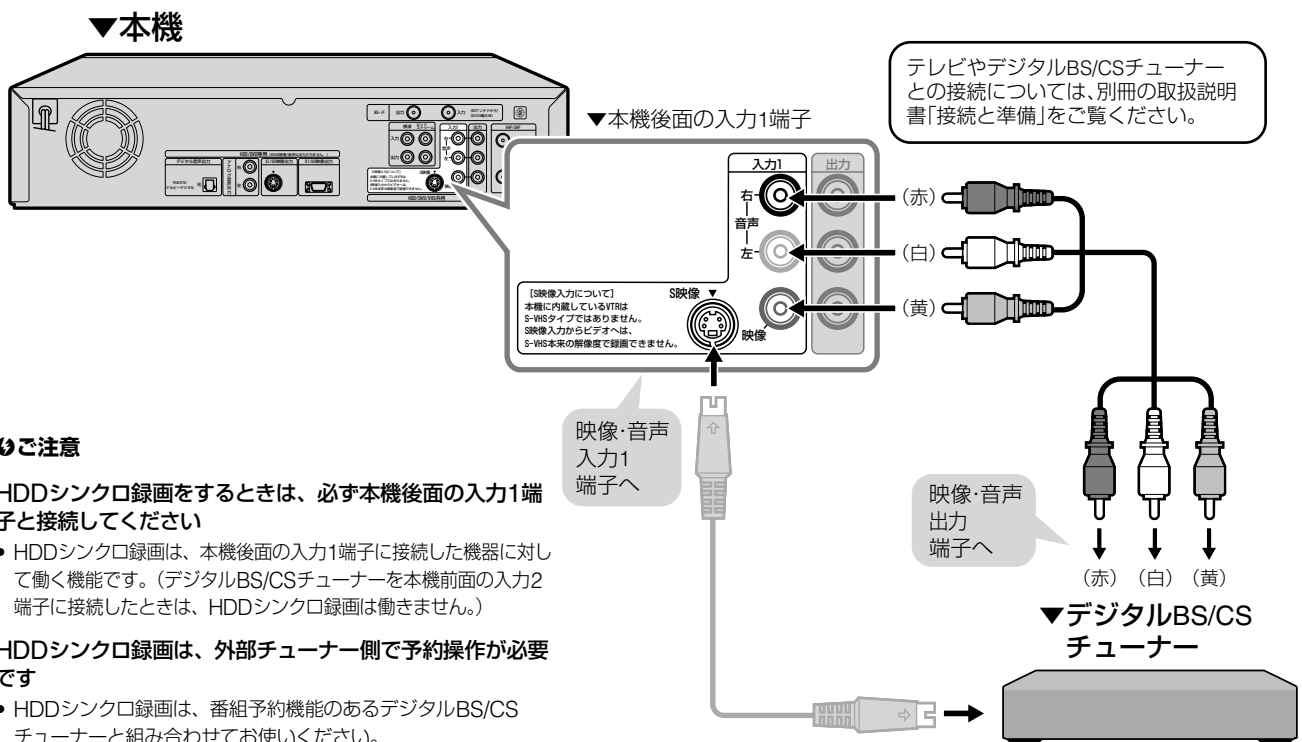 ▼本機
テレビやデジタルBS/CSチューナー
との接続については、別冊の取扱説明
書「接続と準備」をご覧ください。
▼本機後面の入力1端子
入力1
出力
右
音声
左
S映像 ▼
映像
［S映像入力について］
本機に内蔵しているVTRは
S-VHSタイプではありません。
S映像入力からビデオへは、
S-VHS本来の解像度で録画できません。
（赤）
（白）
（黄）
映像・音声
入力1
端子へ
映像・音声
出力
端子へ
（赤）
（白）
（黄）
▼デジタルBS/CS
チューナー
ご注意
HDDシンクロ録画をするときは、必ず本機後面の入力1端
子と接続してください
• HDDシンクロ録画は、本機後面の入力1端子に接続した機器に対し
て働く機能です。（デジタルBS/CSチューナーを本機前面の入力2
端子に接続したときは、HDDシンクロ録画は働きません。）
HDDシンクロ録画は、外部チューナー側で予約操作が必要
です
• HDDシンクロ録画は、番組予約機能のあるデジタルBS/CS
チューナーと組み合わせてお使いください。